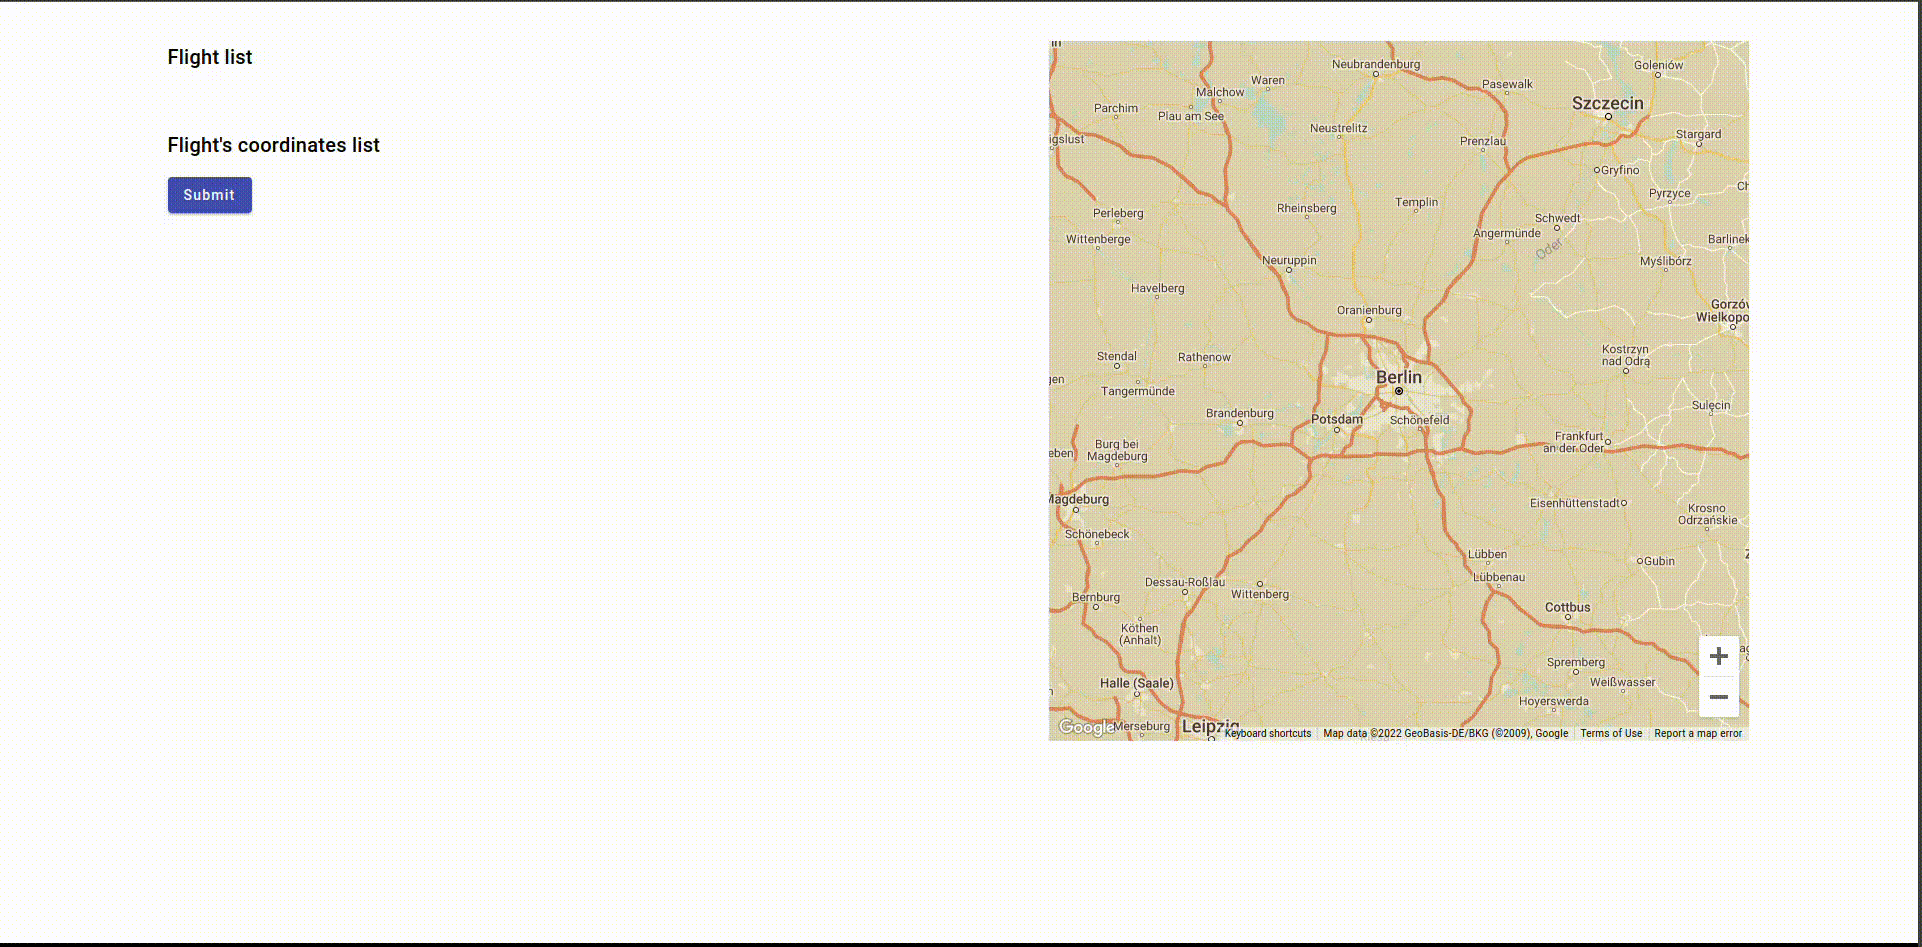 Flight list
Flight's coordinates list
Submit
Neubrandenburg
Goleniów
Waren
Pasewalk
Malchow
Szczecin
Parchim
Plau am See
Neustrelitz
Stargard
igslust
Prenzlau
Gryfino
Pyrzyce
Templin
Rheinsberg
Perleberg
Schwedt
Angermünde
Wittenberge
Oder
Barlinek
Neuruppin
Myślibórz
Havelberg
Gorzów
Wielkopo
Oranienburg
Kostrzyn
nad Odrą
Stendal
Rathenow
Berlin
Tangermünde
Sulęcin
Brandenburg
Potsdam
Schönefeld
Frankfurt
an der Oder
Burg bei
Magdeburg
eben
Magdeburg
Eisenhüttenstadt
Krosno
Odrzańskie
Schönebeck
Lübben
Gubin
Lübbenau
Dessau-Roßlau
Wittenberg
Bernburg
Cottbus
Köthen
(Anhalt)
Spremberg
Halle (Saale)
Weißwasser
Hoyerswerda
Google
Merseburg
Leipzig
Keyboard shortcuts
Map data ©2022 GeoBasis-DE/BKG (©2009), Google
Terms of Use
Report a map error